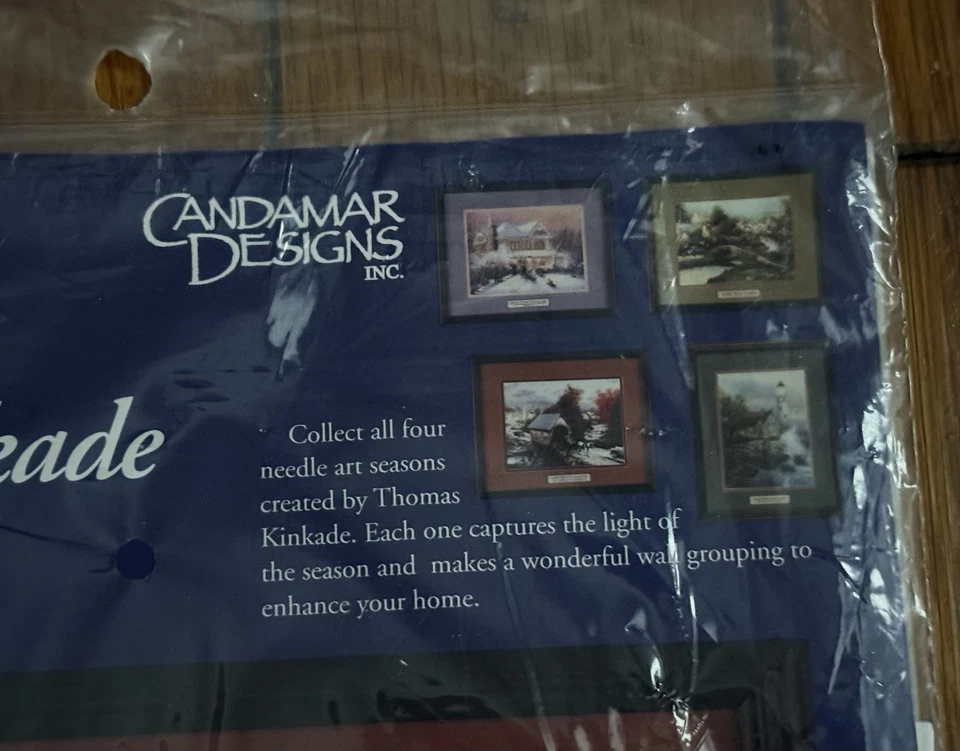 CANDAMAR
DESIGNS
INC.
eade
Collect all four
needle art seasons
created by Thomas
Kinkade. Each one captures the light of
the season and makes a wonderful wall grouping to
enhance your home.